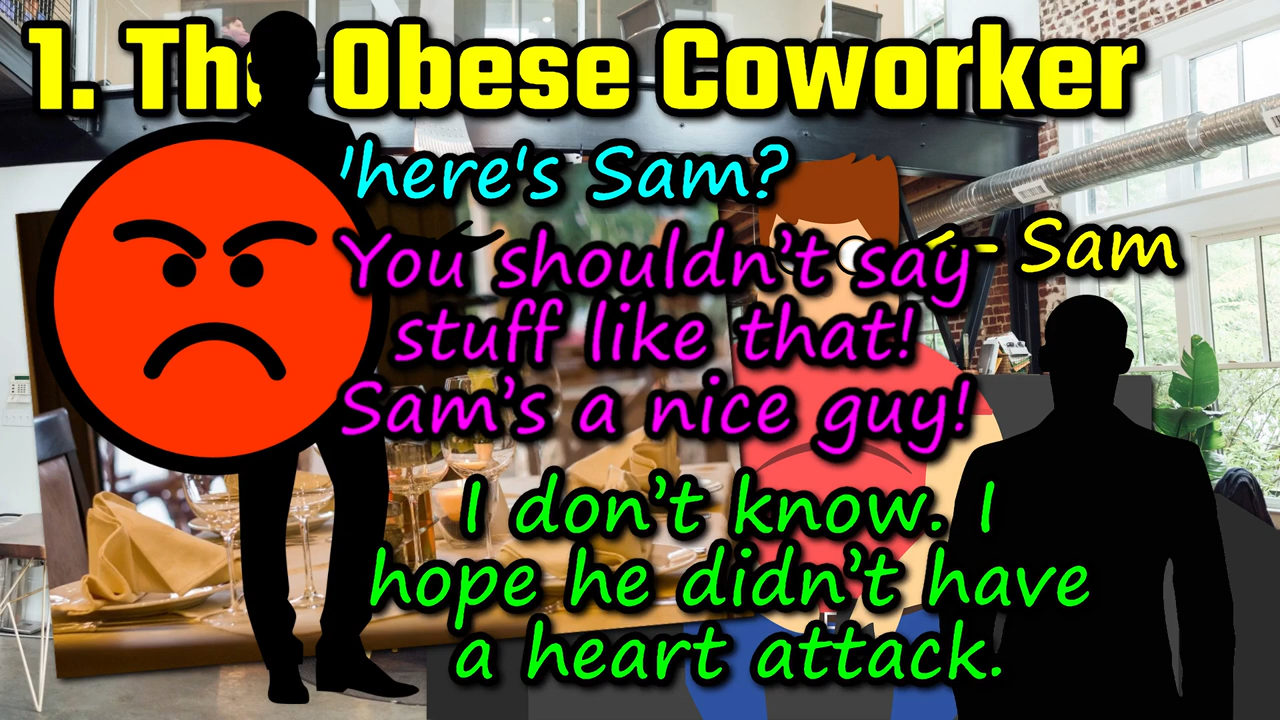 1. The Obese Coworker
'here's Sam?
<-- Sam
You shouldn't say
stuff like that!
Sam's a nice guy!
I don't know. I
hope he didn't have
a heart attack.